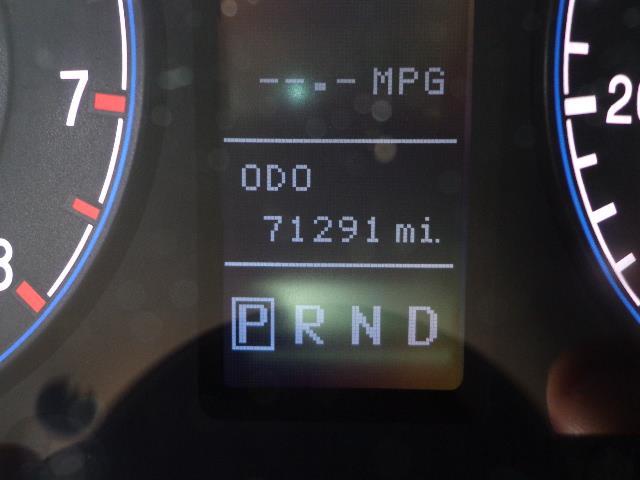 --.- MPG
7
20
ODO
71291 mi.
8
P R N D